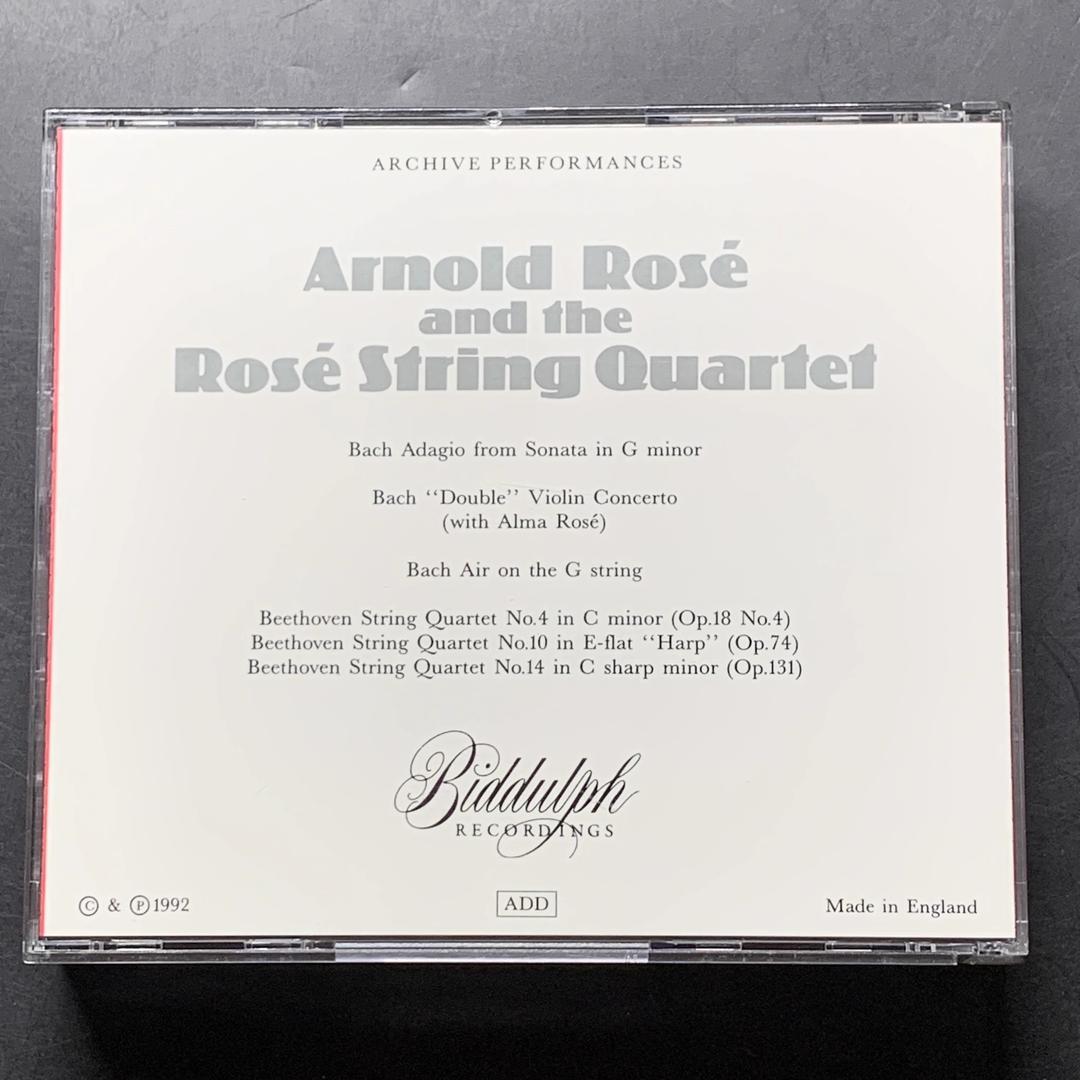 ARCHIVE PERFORMANCES
Arnold Rosé
and the
Rosé String Quartet
Bach Adagio from Sonata in G minor
Bach “Double” Violin Concerto
(with Alma Rosé)
Bach Air on the G string
Beethoven String Quartet No.4 in C minor (Op.18 No.4)
Beethoven String Quartet No.10 in E-flat “Harp” (Op.74)
Beethoven String Quartet No.14 in C sharp minor (Op.131)
Biddulph
RECORDINGS
© & ℗1992
ADD
Made in England